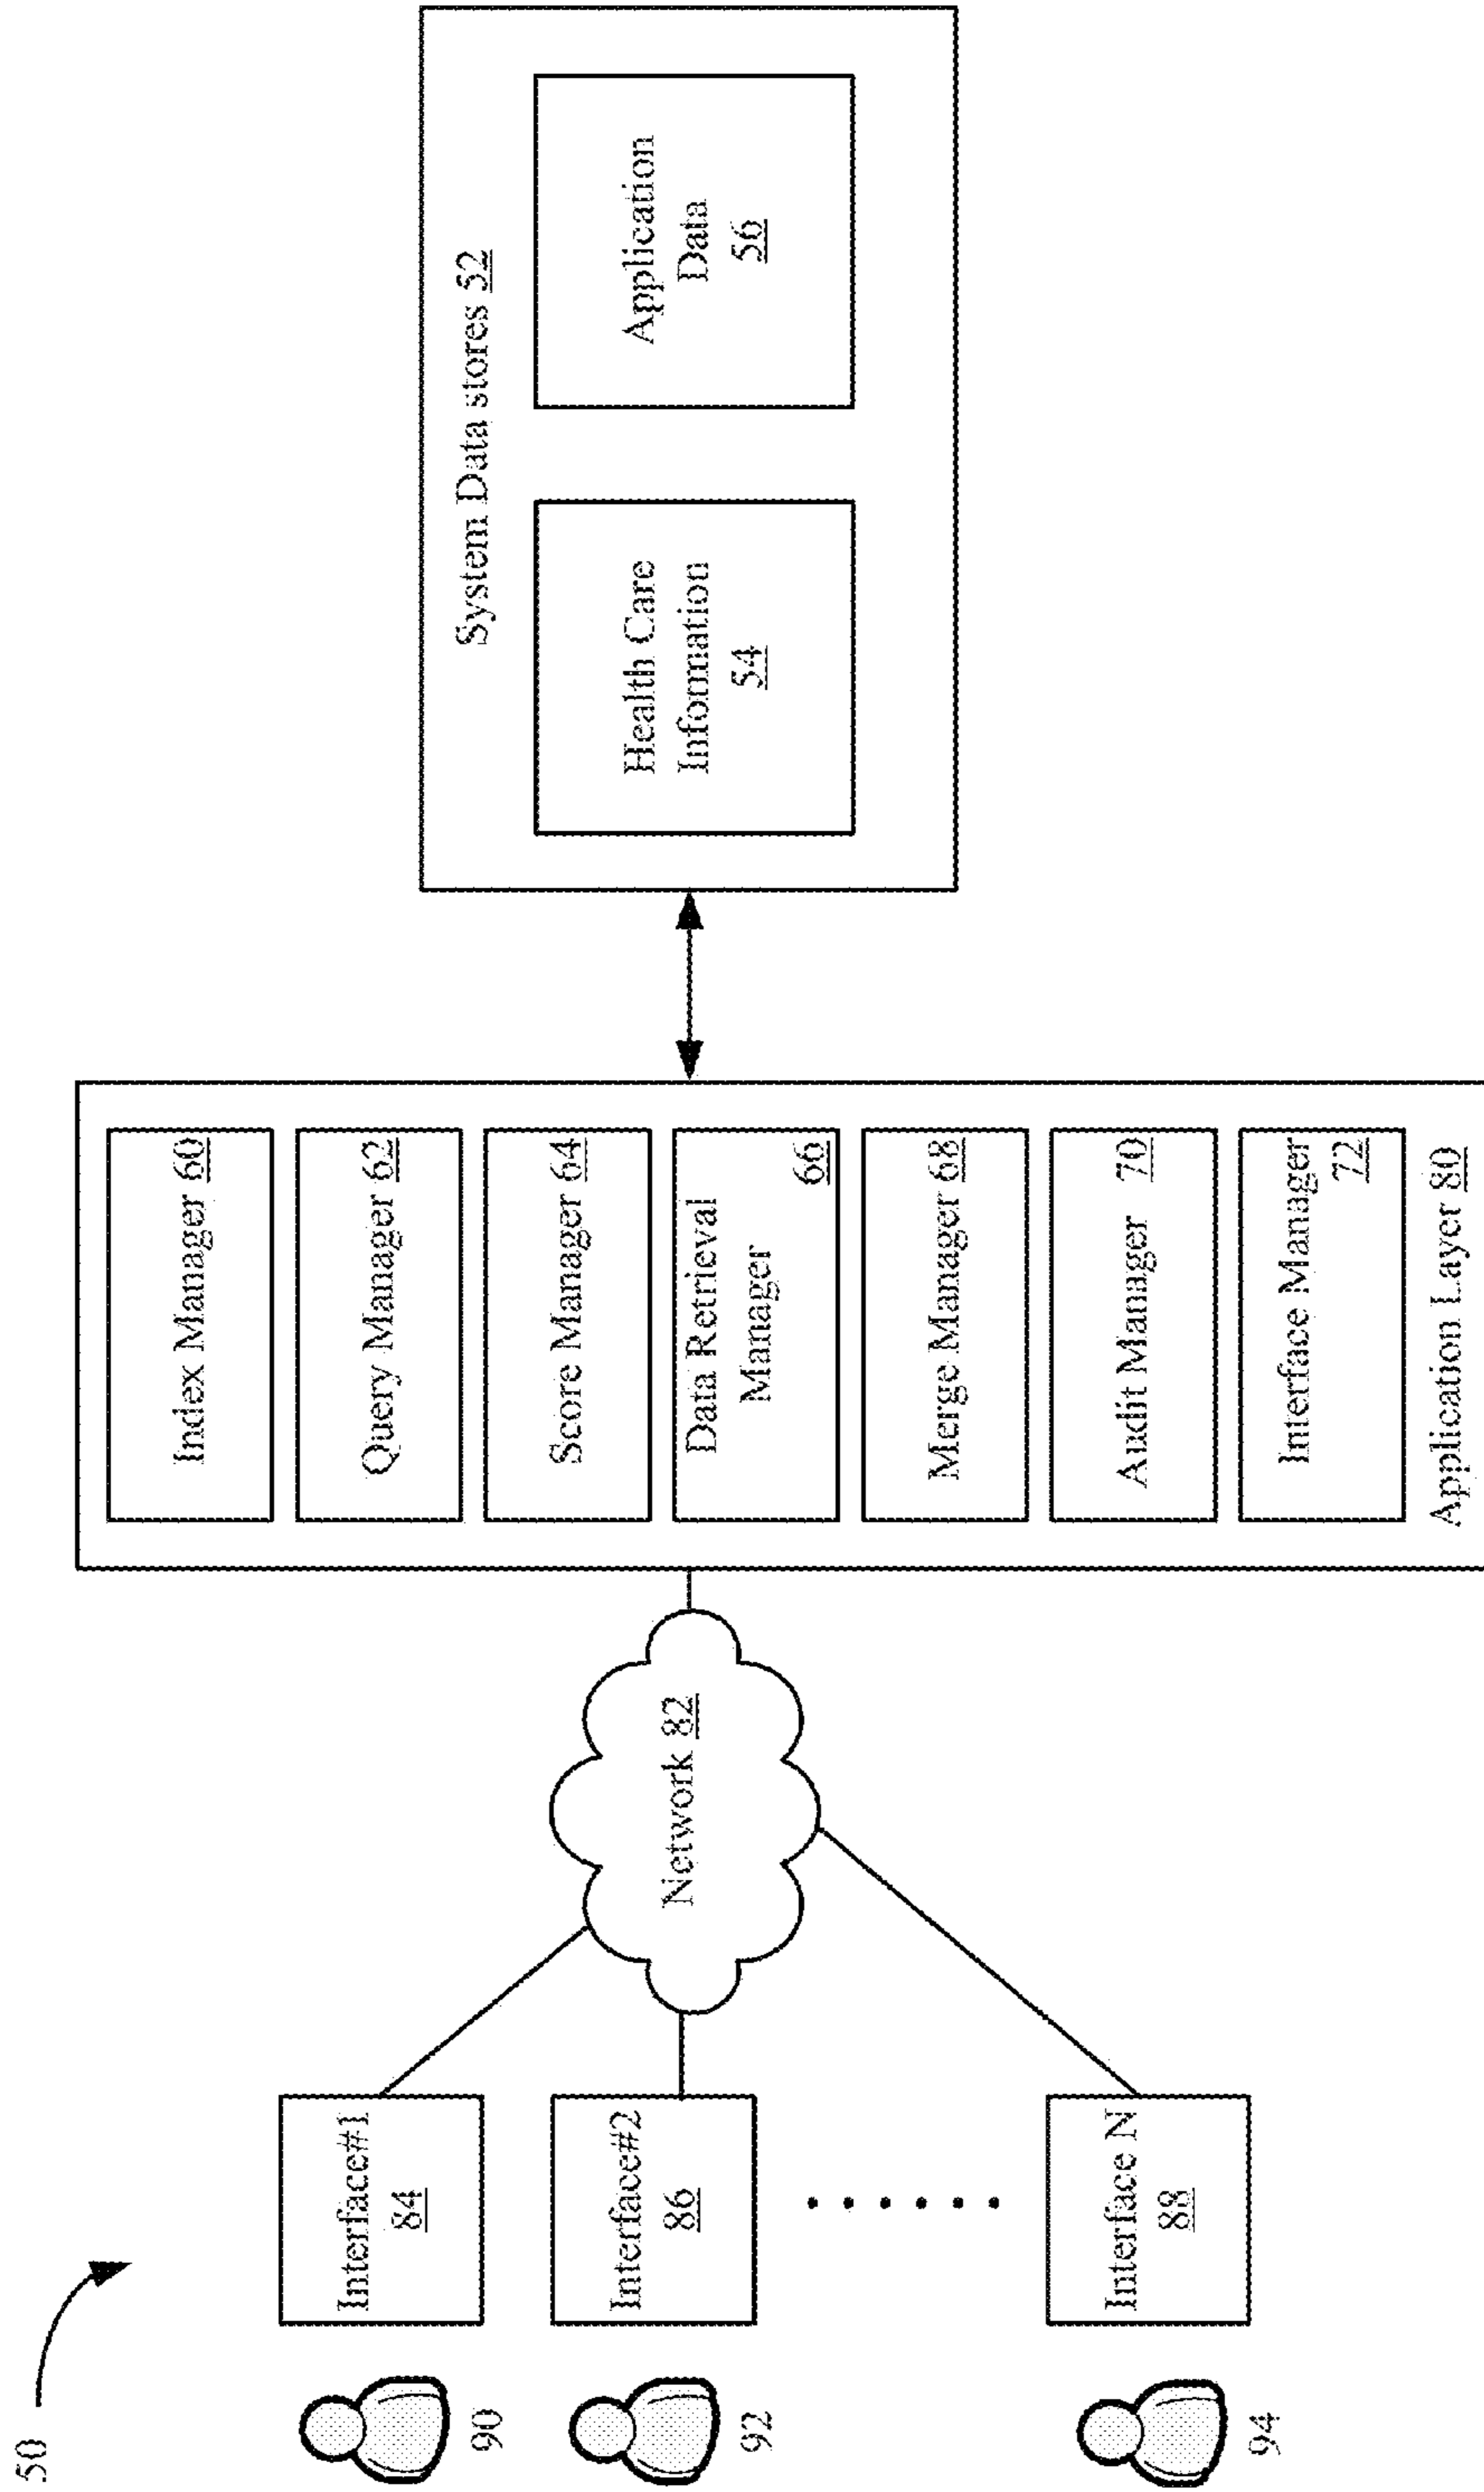 50
90
92
94
Interface#1
84
Interface#2
86
Interface N
88
Network 82
Index Manager 60
Query Manager 62
Score Manager 64
Data Retrieval
Manager
66
Merge Manager 68
Audit Manager 70
Interface Manager
72
Application Layer 80
System Data stores 52
Health Care
Infomation
54
Application
Data
56